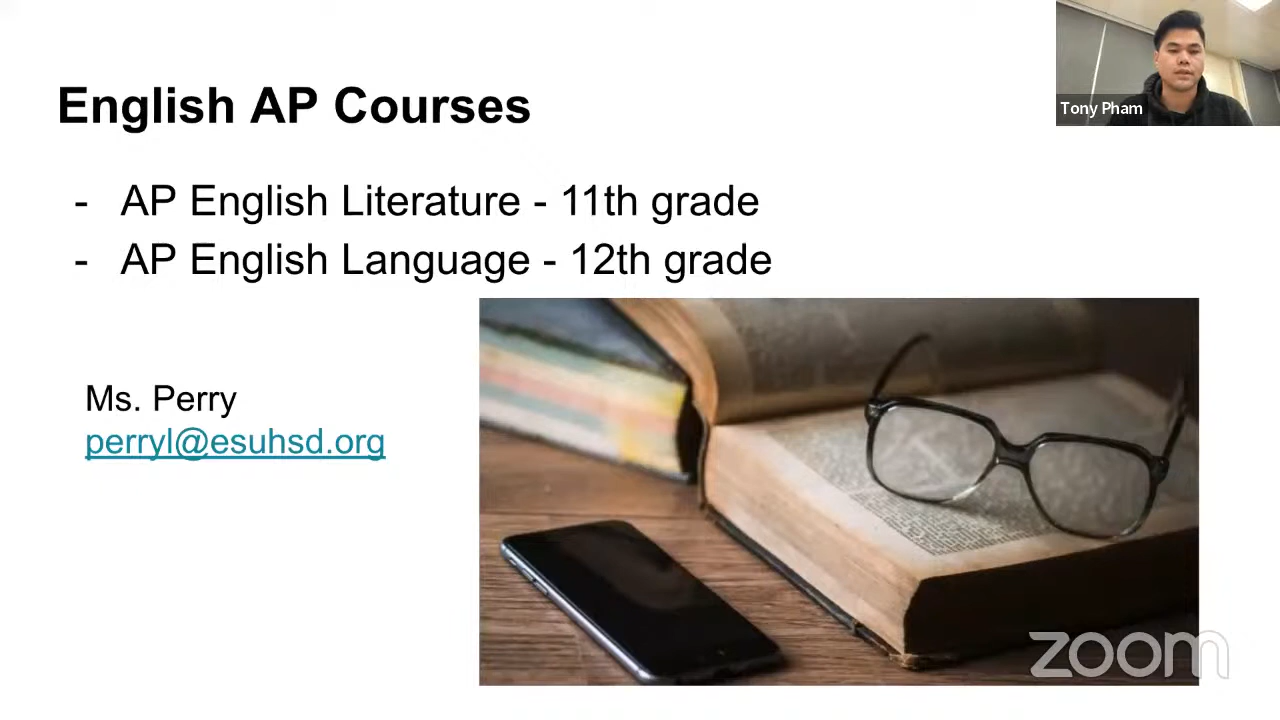 English AP Courses
Tony Pham
- AP English Literature - 11th grade
- AP English Language - 12th grade
Ms. Perry
perryl@esuhsd.org
zoom